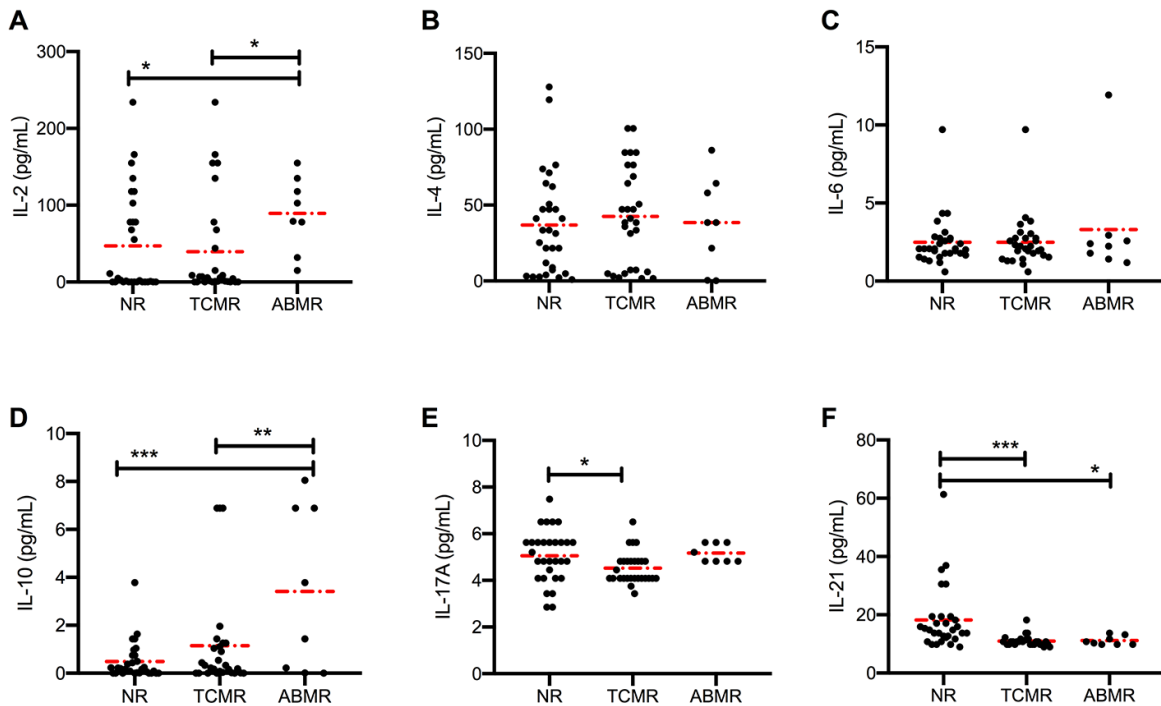 A
IL-2 (pg/mL)
300
200
100
0
*
*
NR TCMR ABMR
B
IL-4 (pg/mL)
150
100
50
0
NR TCMR ABMR
C
IL-6 (pg/mL)
15
10
5
0
NR TCMR ABMR
D
IL-10 (pg/mL)
10
8
6
4
2
0
**
***
NR TCMR ABMR
E
IL-17A (pg/mL)
10
8
6
4
2
0
*
NR TCMR ABMR
F
IL-21 (pg/mL)
80
60
40
20
0
***
*
NR TCMR ABMR